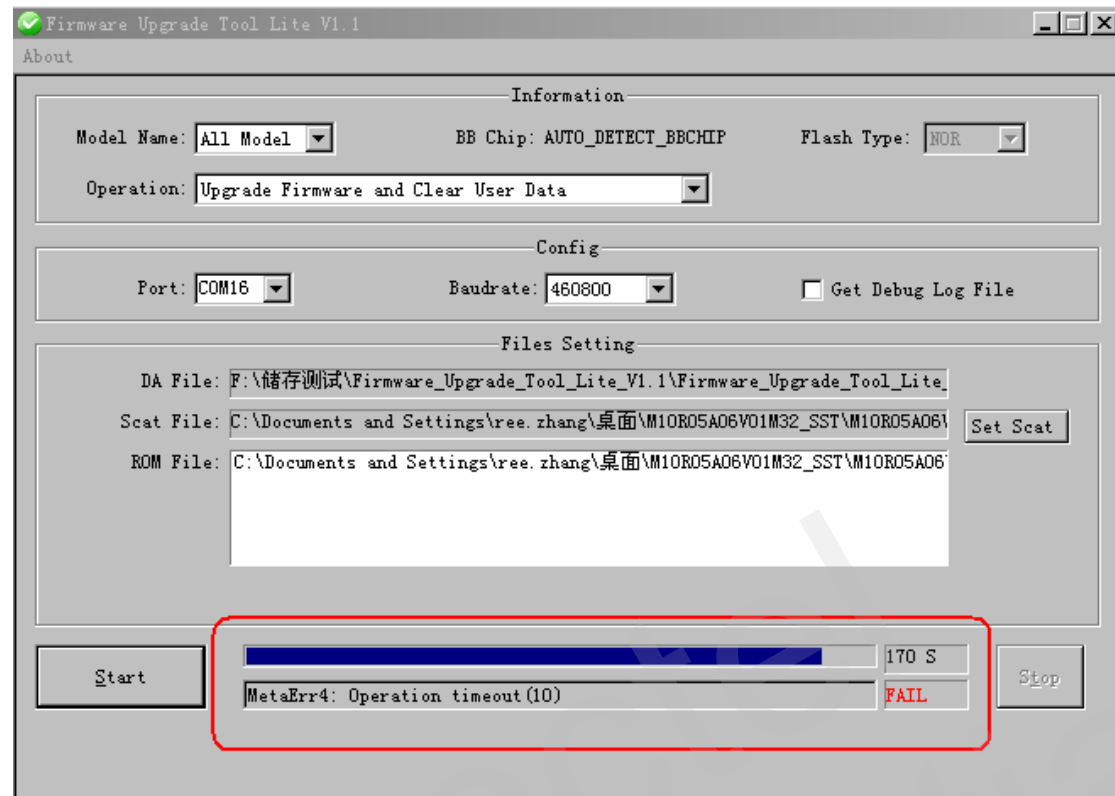 Firmware Upgrade Tool Lite V1.1
About
Information
Model Name: All Model BB Chip: AUTO_DETECT_BBCHIP Flash Type: NOR
Operation: Upgrade Firmware and Clear User Data
Config
Port: COM16 Baudrate: 460800 Get Debug Log File
Files Setting
DA File: F:\储存测试\Firmware_Upgrade_Tool_Lite_V1.1\Firmware_Upgrade_Tool_Lite_
Scat File: C:\Documents and Settings\ree.zhang\桌面\M10R05A06V01M32_SST\M10R05A06\ Set Scat
ROM File: C:\Documents and Settings\ree.zhang\桌面\M10R05A06V01M32_SST\M10R05A06
170 S
Start Stop
MetaErr4: Operation timeout(10) FAIL